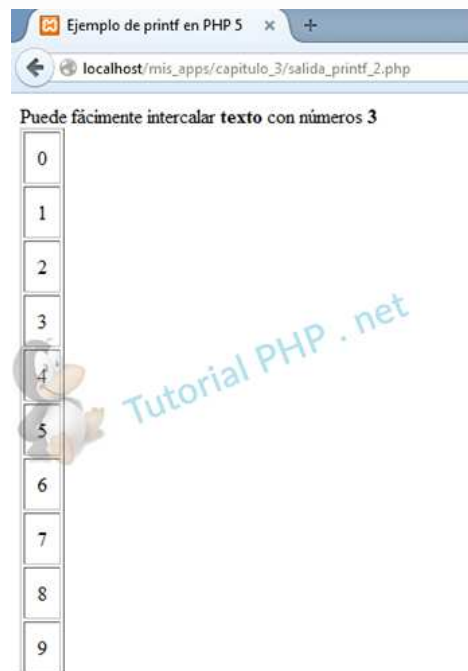 Ejemplo de printf en PHP 5
localhost/mis_apps/capitulo_3/salida_printf_2.php
Puede fácimente intercalar texto con números 3
0
1
2
3
4
5
6
7
8
9
Tutorial PHP . net